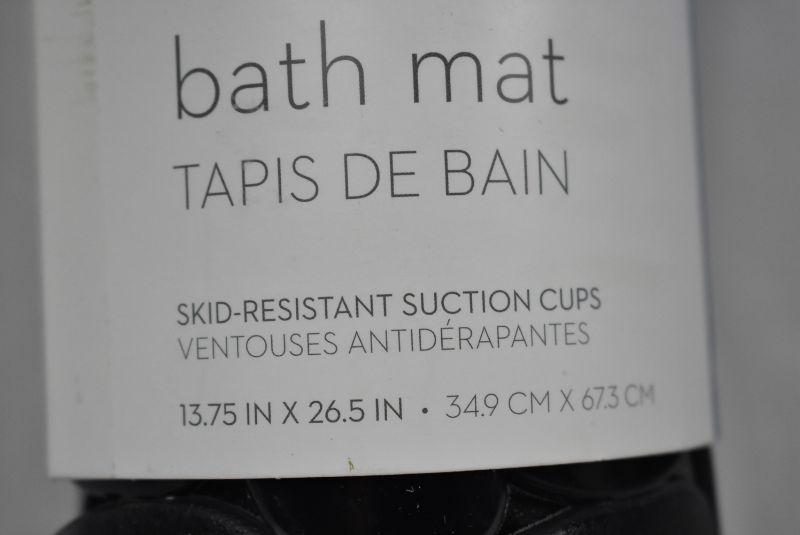 bath mat
TAPIS DE BAIN
SKID-RESISTANT SUCTION CUPS
VENTOUSES ANTIDÉRAPANTES
13.75 IN X 26.5 IN • 34.9 CM X 67.3 CM